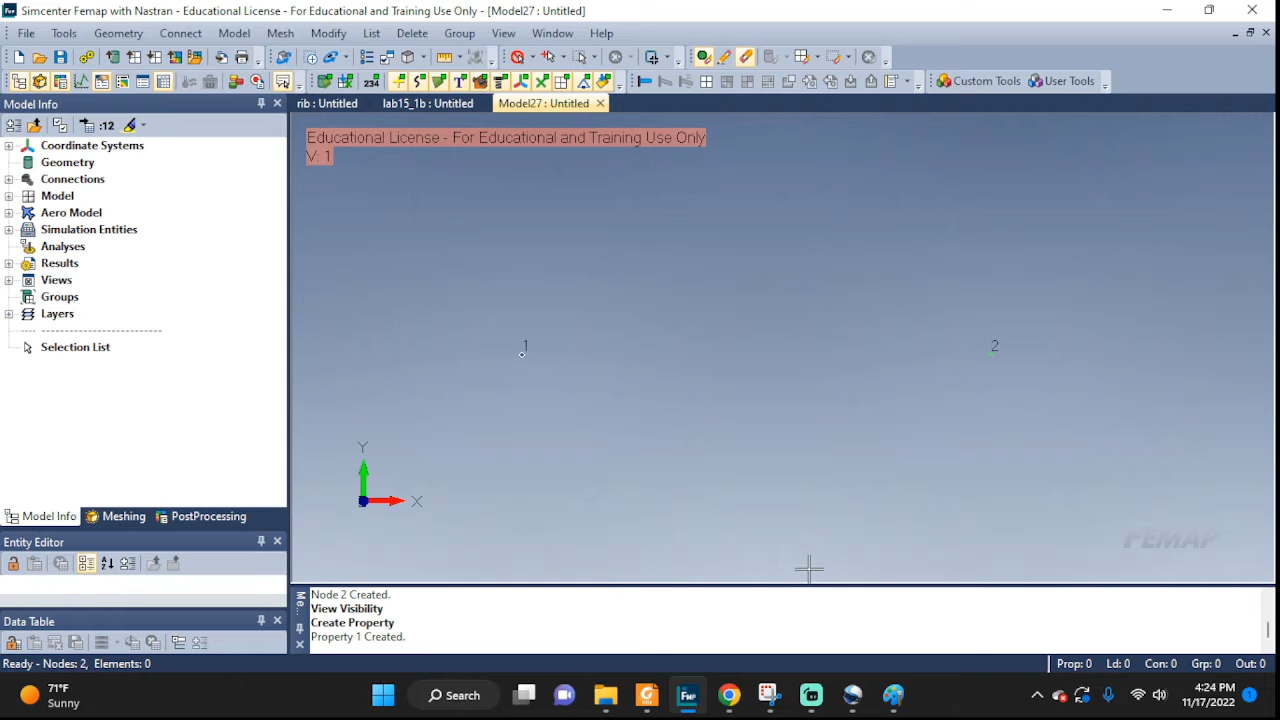 Simcenter Femap with Nastran - Educational License - For Educational and Training Use Only - [Model27 : Untitled]
File Tools Geometry Connect Model Mesh Modify List Delete Group View Window Help
234
Custom Tools User Tools
Model Info
rib : Untitled lab15_1b : Untitled Model27 : Untitled
:12
Coordinate Systems
Geometry
Connections
Model
Aero Model
Simulation Entities
Analyses
Results
Views
Groups
Layers
Selection List
Educational License - For Educational and Training Use Only
V: 1
1
2
Y
X
FEMAP
Model Info Meshing PostProcessing
Entity Editor
Data Table
Me...
Node 2 Created.
View Visibility
Create Property
Property 1 Created.
Ready - Nodes: 2, Elements: 0
Prop: 0 Ld: 0 Con: 0 Grp: 0 Out: 0
71°F
Sunny
Search
4:24 PM
11/17/2022